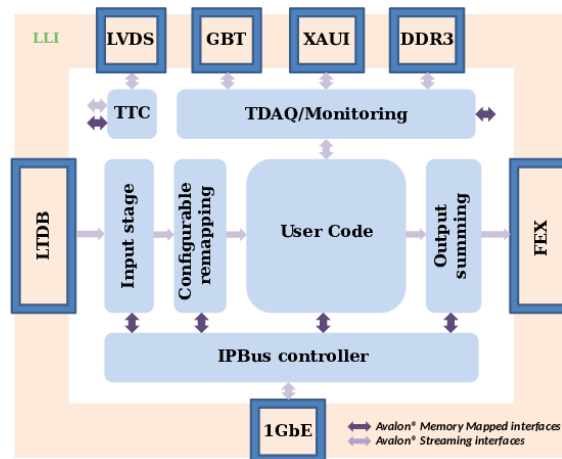 LLI
LVDS
GBT
XAUI
DDR3
TTC
TDAQ/Monitoring
LTDB
Input stage
Configurable
remapping
User Code
Output
summing
FEX
IPBus controller
1GbE
Avalon® Memory Mapped interfaces
Avalon® Streaming interfaces